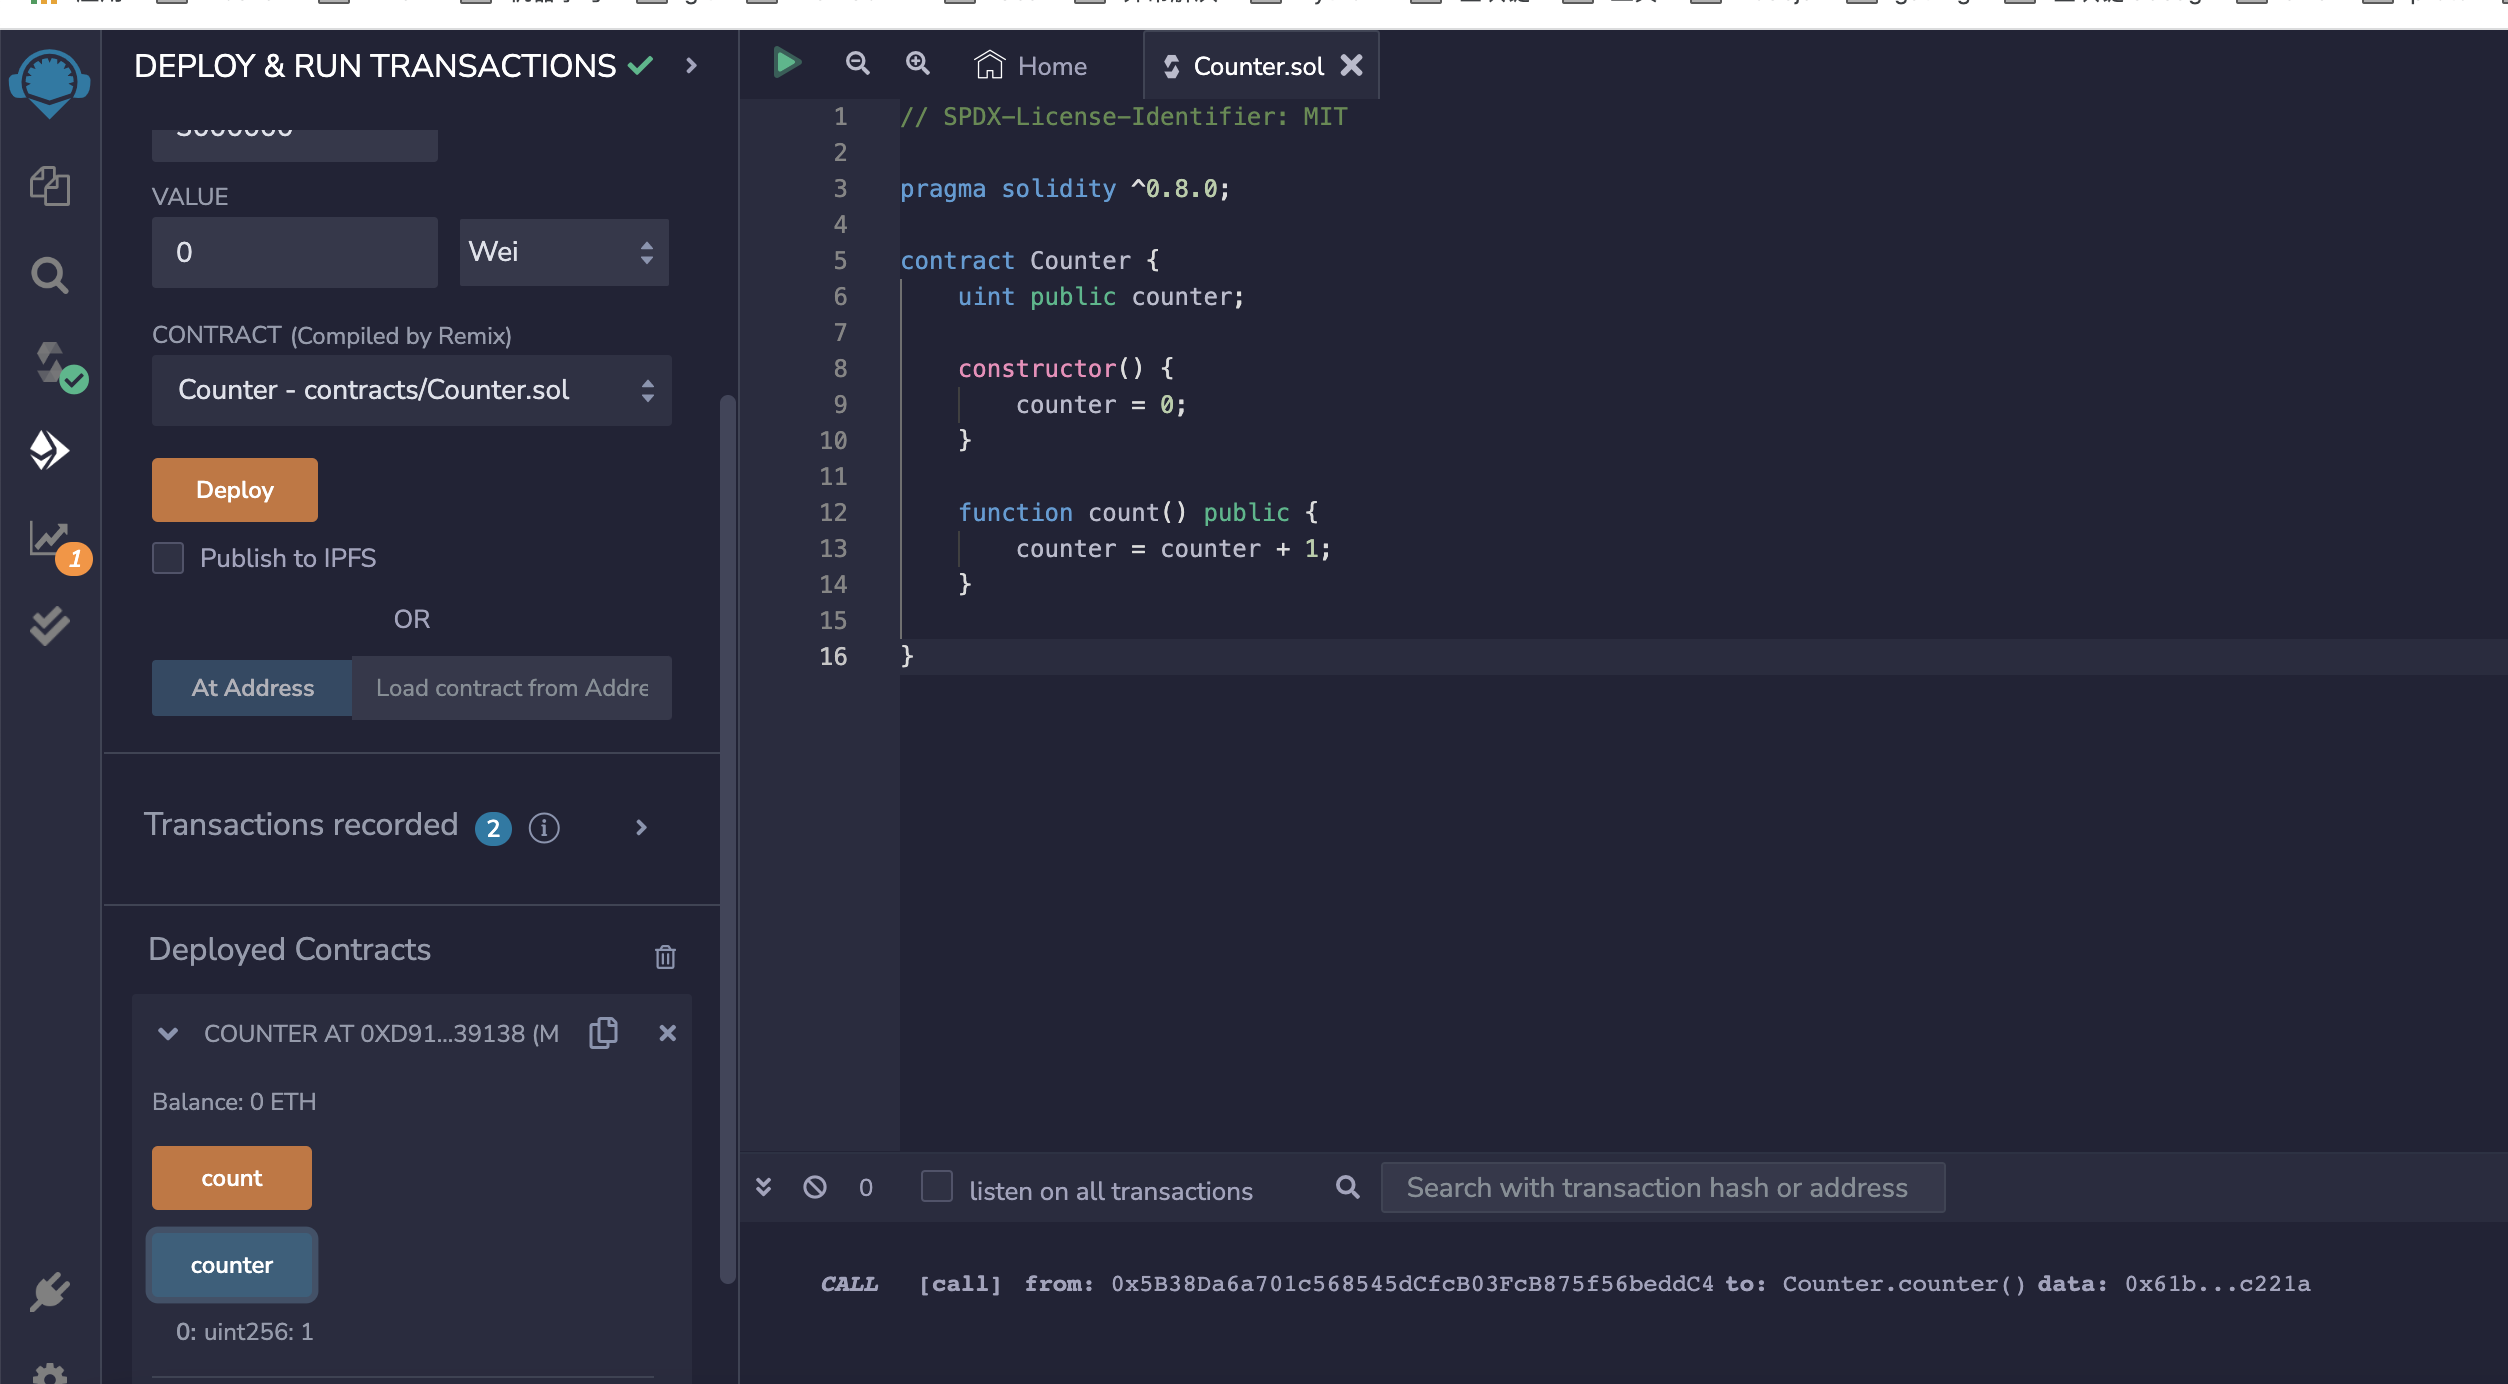 DEPLOY & RUN TRANSACTIONS
3000000
VALUE
0
Wei
CONTRACT (Compiled by Remix)
Counter - contracts/Counter.sol
Deploy
Publish to IPFS
OR
At Address
Load contract from Addre
Transactions recorded 2
Deployed Contracts
COUNTER AT 0XD91...39138 (M
Balance: 0 ETH
count
counter
0: uint256: 1
1
Home
Counter.sol
1 // SPDX-License-Identifier: MIT
2
3 pragma solidity ^0.8.0;
4
5 contract Counter {
6 uint public counter;
7
8 constructor() {
9 counter = 0;
10 }
11
12 function count() public {
13 counter = counter + 1;
14 }
15
16 }
0
listen on all transactions
Search with transaction hash or address
CALL [call] from: 0x5B38Da6a701c568545dCfcB03FcB875f56beddC4 to: Counter.counter() data: 0x61b...c221a